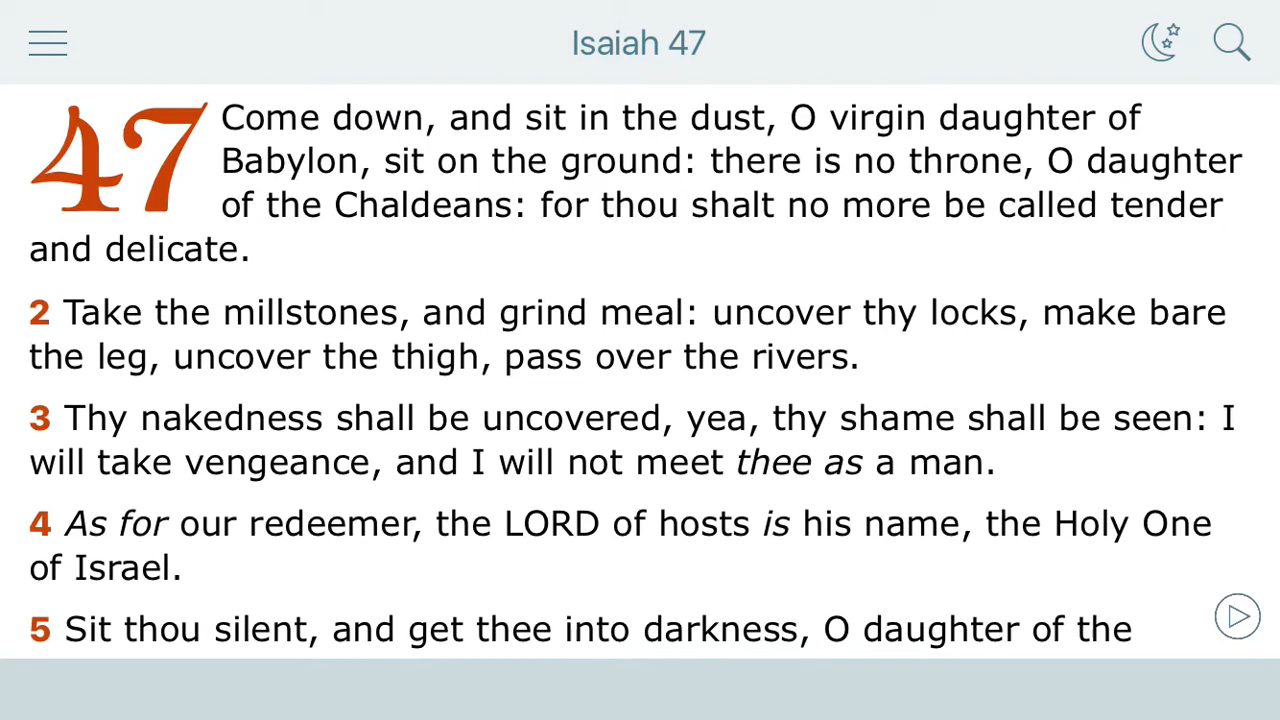 Isaiah 47
47 Come down, and sit in the dust, O virgin daughter of
Babylon, sit on the ground: there is no throne, O daughter
of the Chaldeans: for thou shalt no more be called tender
and delicate.
2 Take the millstones, and grind meal: uncover thy locks, make bare
the leg, uncover the thigh, pass over the rivers.
3 Thy nakedness shall be uncovered, yea, thy shame shall be seen: I
will take vengeance, and I will not meet thee as a man.
4 As for our redeemer, the LORD of hosts is his name, the Holy One
of Israel.
5 Sit thou silent, and get thee into darkness, O daughter of the